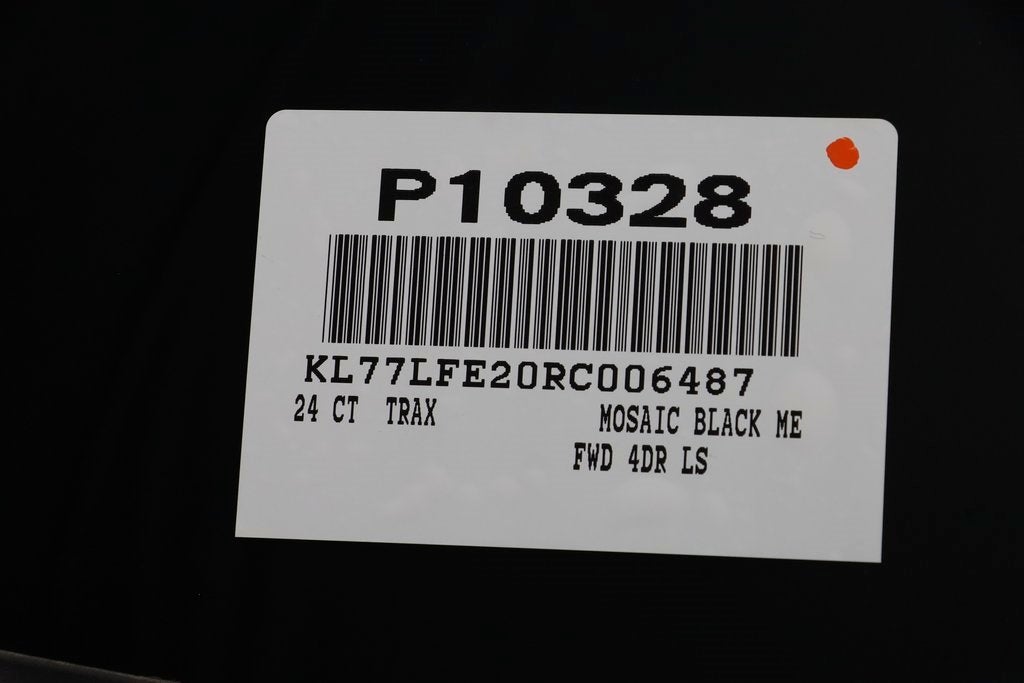 P10328
KL77LFE20RC006487
24 CT TRAX MOSAIC BLACK ME
FWD 4DR LS